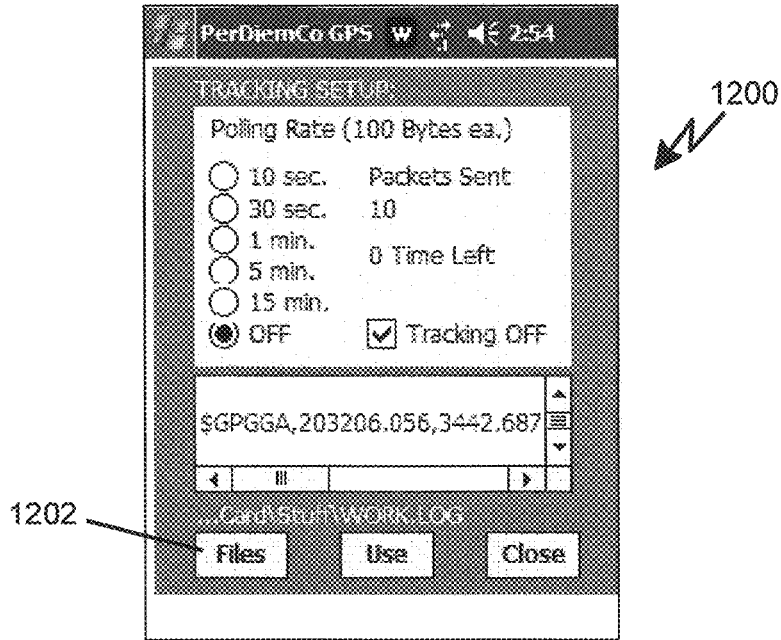 PerDiemCo GPS W 2:54
1200
TRACKING SETUP:
Polling Rate (100 Bytes ea.)
10 sec. Packets Sent
30 sec. 10
1 min.
0 Time Left
5 min.
15 min.
OFF Tracking OFF
$GPGGA,203206.056,3442.687
...Card\Stuff\WORK.LOG
1202
Files Use Close